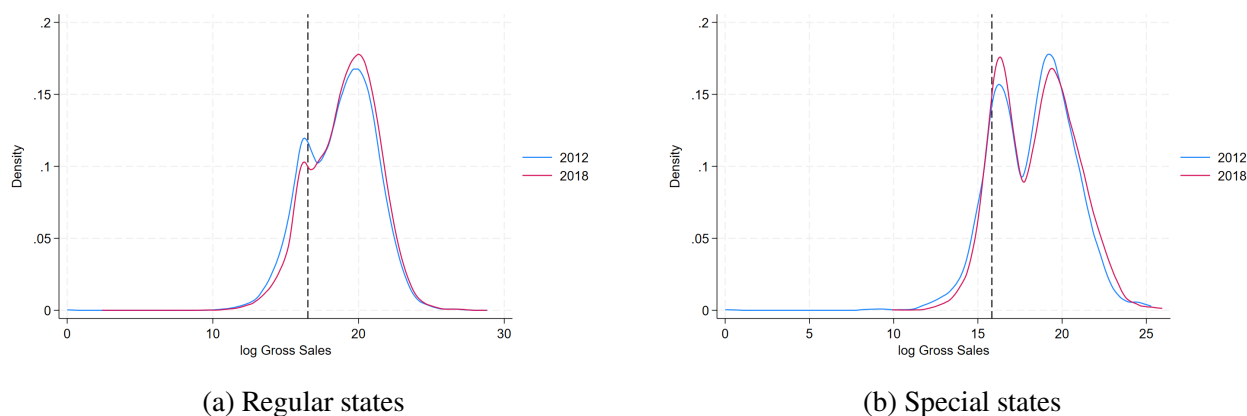 .2
.15
.1
.05
0
Density
0 10 20 30
log Gross Sales
2012
2018
(a) Regular states
.2
.15
.1
.05
0
Density
0 5 10 15 20 25
log Gross Sales
2012
2018
(b) Special states